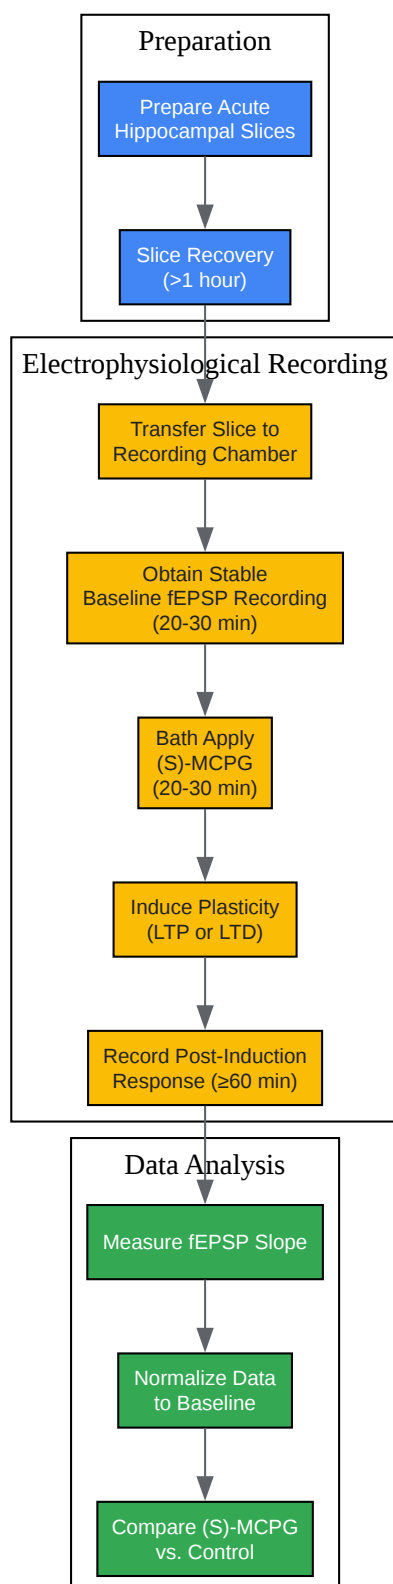 Preparation
Prepare Acute
Hippocampal Slices
Slice Recovery
(>1 hour)
Electrophysiological Recording
Transfer Slice to
Recording Chamber
Obtain Stable
Baseline fEPSP Recording
(20-30 min)
Bath Apply
(S)-MCPG
(20-30 min)
Induce Plasticity
(LTP or LTD)
Record Post-Induction
Response (≥60 min)
Data Analysis
Measure fEPSP Slope
Normalize Data
to Baseline
Compare (S)-MCPG
vs. Control